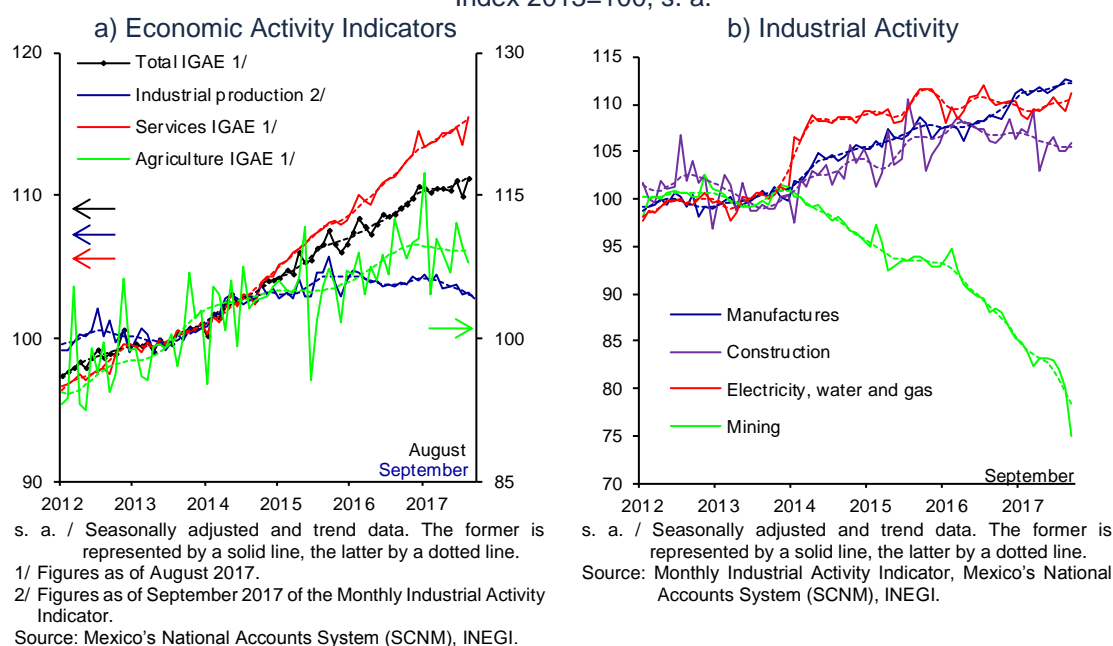 Index 2013=100, s. a.
a) Economic Activity Indicators
120
130
Total IGAE 1/
Industrial production 2/
Services IGAE 1/
Agriculture IGAE 1/
110
115
100
100
August
September
90
85
2012 2013 2014 2015 2016 2017
s. a. / Seasonally adjusted and trend data. The former is
represented by a solid line, the latter by a dotted line.
1/ Figures as of August 2017.
2/ Figures as of September 2017 of the Monthly Industrial Activity
Indicator.
Source: Mexico's National Accounts System (SCNM), INEGI.
b) Industrial Activity
115
110
105
100
95
90
85
80
75
70
Manufactures
Construction
Electricity, water and gas
Mining
September
2012 2013 2014 2015 2016 2017
s. a. / Seasonally adjusted and trend data. The former is
represented by a solid line, the latter by a dotted line.
Source: Monthly Industrial Activity Indicator, Mexico's National
Accounts System (SCNM), INEGI.